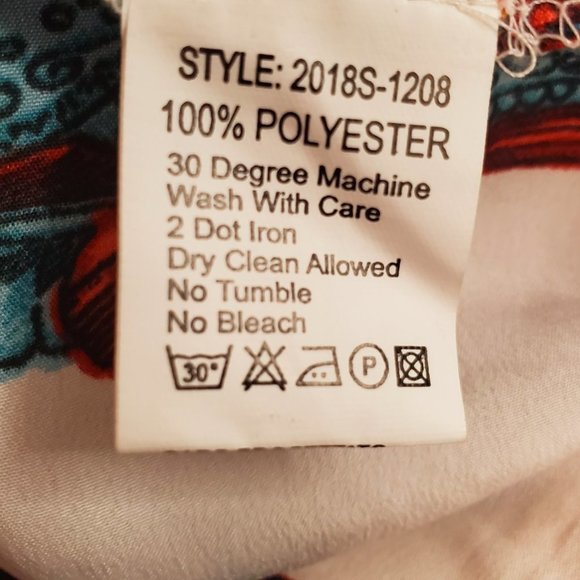 STYLE: 2018S-1208
100% POLYESTER
30 Degree Machine
Wash With Care
2 Dot Iron
Dry Clean Allowed
No Tumble
No Bleach
30°
P